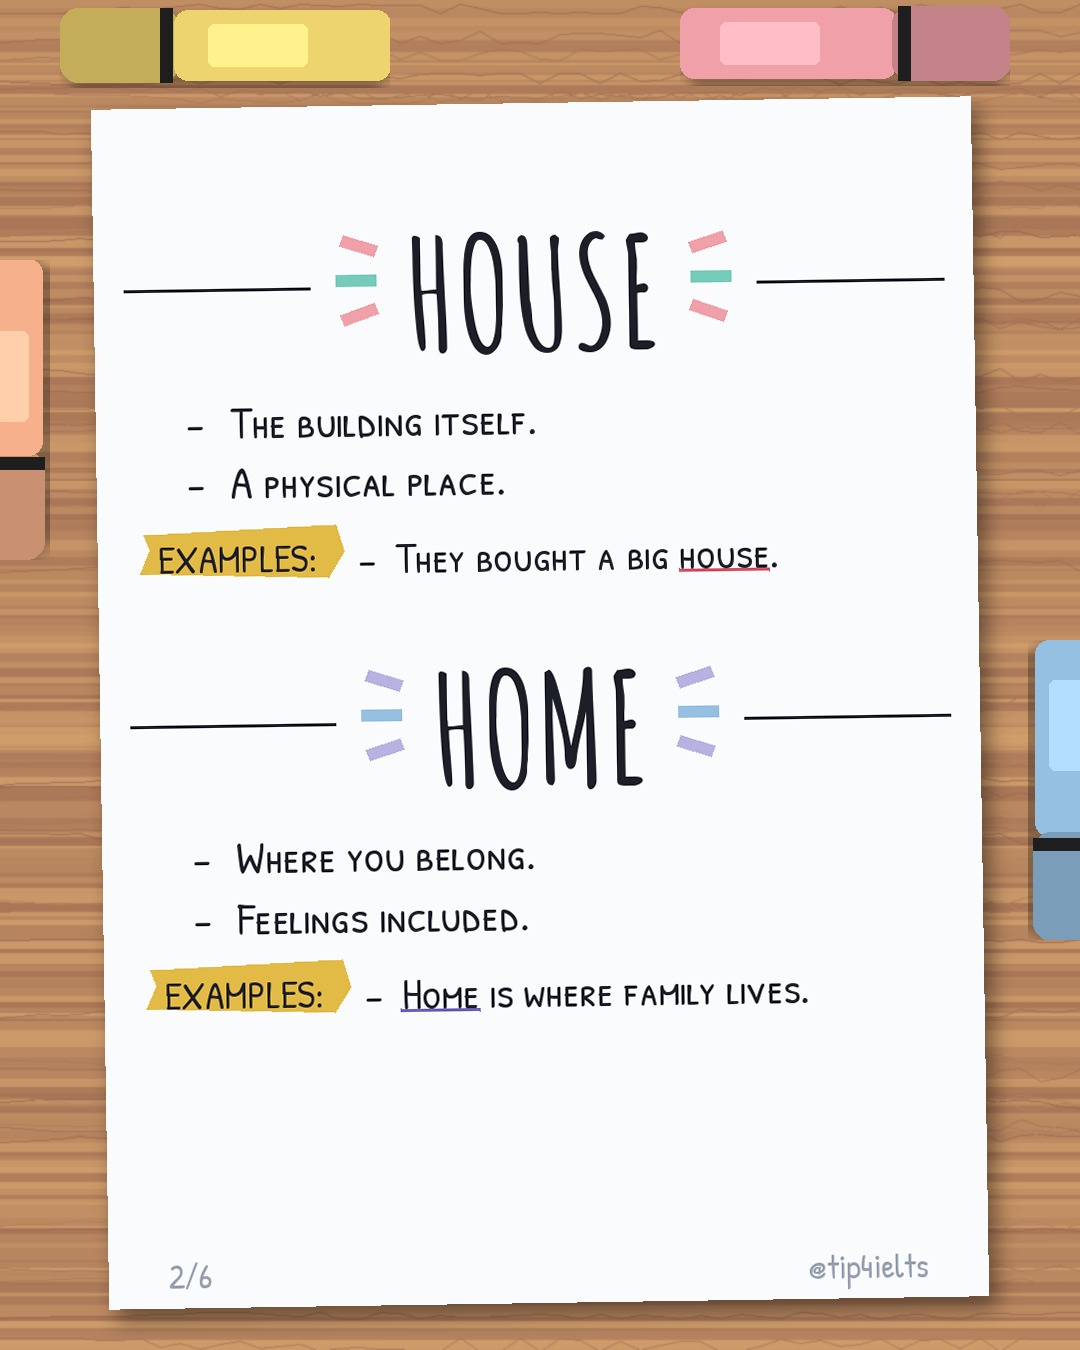 HOUSE
- The building itself.
- A physical place.
EXAMPLES: - They bought a big house.
HOME
- Where you belong.
- Feelings included.
EXAMPLES: - Home is where family lives.
2/6
@tip4ielts